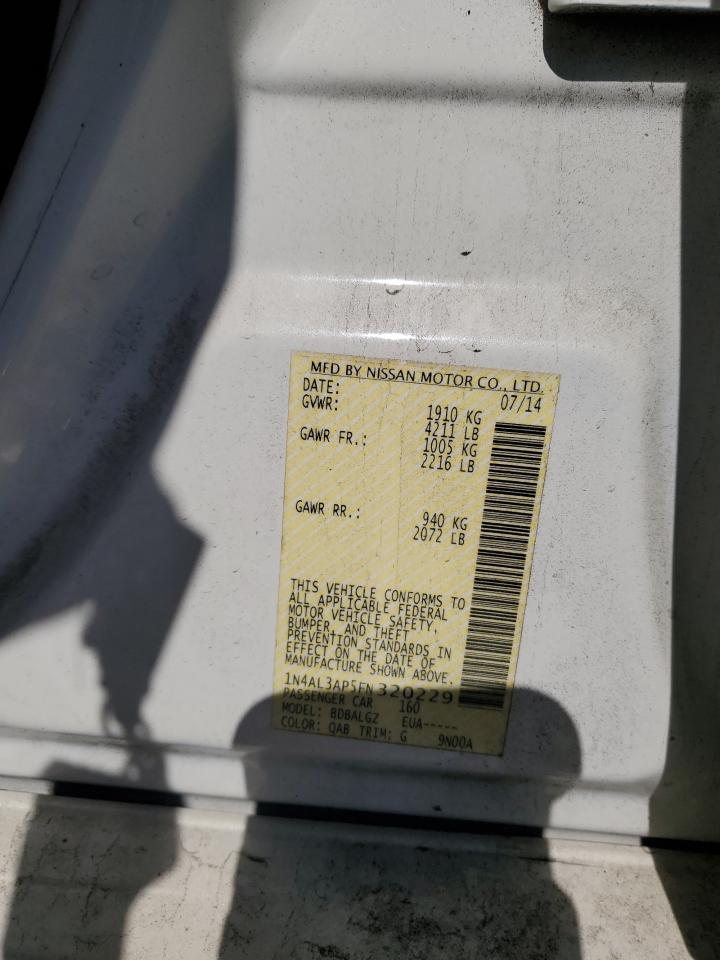 MFD BY NISSAN MOTOR CO., LTD.
DATE: 07/14
GVWR: 1910 KG
4211 LB
GAWR FR.: 1005 KG
2216 LB
GAWR RR.: 940 KG
2072 LB
THIS VEHICLE CONFORMS TO
ALL APPLICABLE FEDERAL
MOTOR VEHICLE SAFETY,
BUMPER, AND THEFT
PREVENTION STANDARDS IN
EFFECT ON THE DATE OF
MANUFACTURE SHOWN ABOVE.
1N4AL3AP5FN320229
PASSENGER CAR 160
MODEL: BDBALGZ EUA-----
COLOR: QAB TRIM: G 9N00A